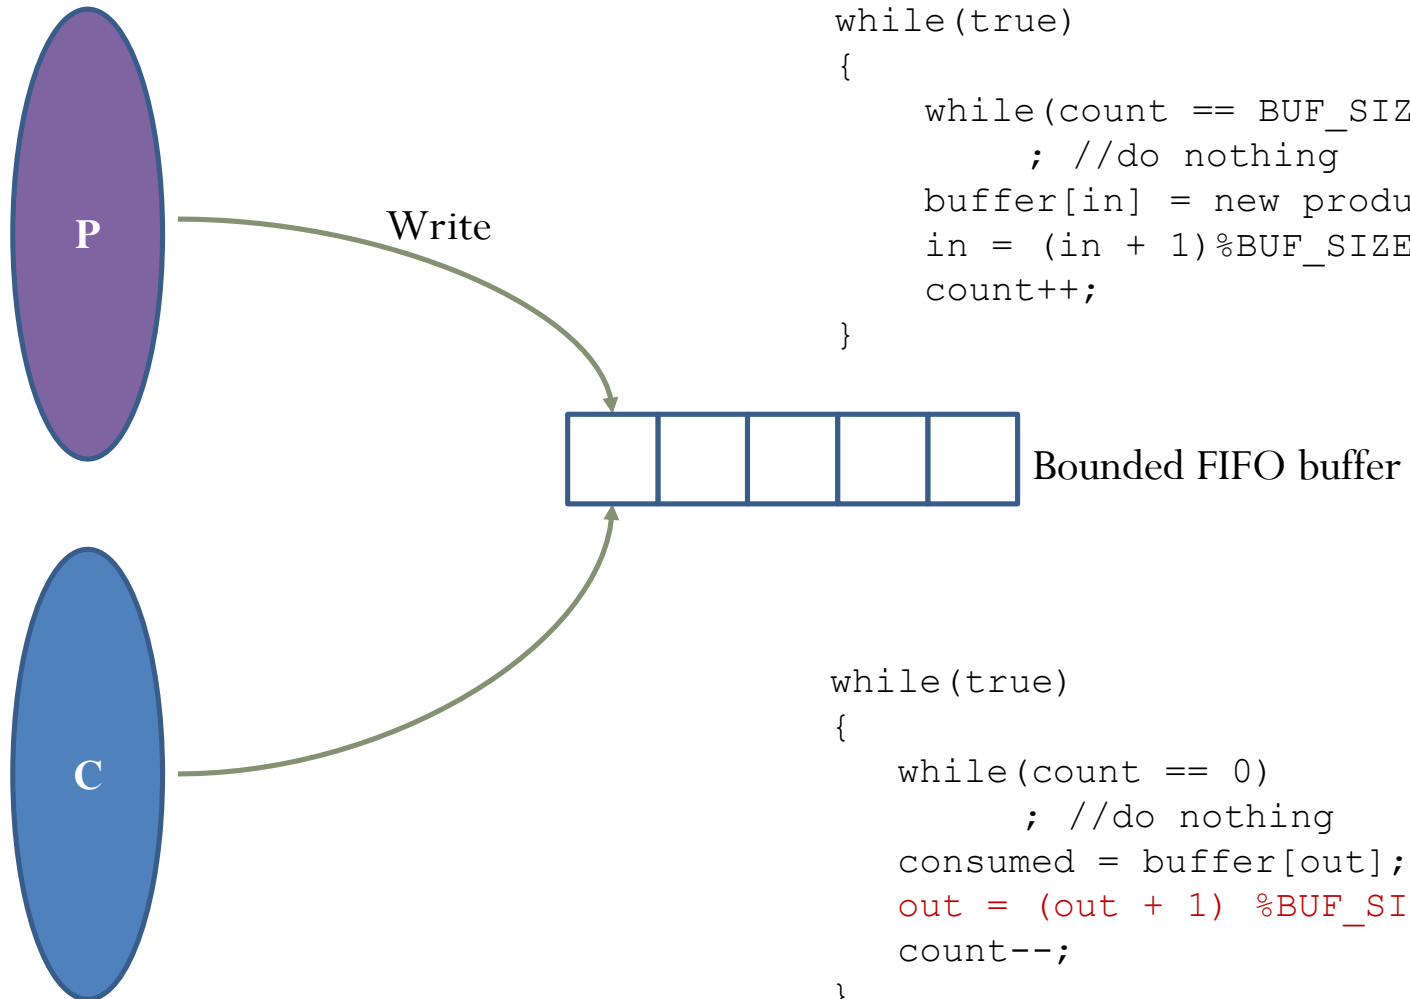 while(true)
{
while(count == BUF_SIZ
; //do nothing
buffer[in] = new produ
in = (in + 1)%BUF_SIZE
count++;
}
P
Write
Bounded FIFO buffer
C
while(true)
{
while(count == 0)
; //do nothing
consumed = buffer[out];
out = (out + 1) %BUF_SI
count--;
}